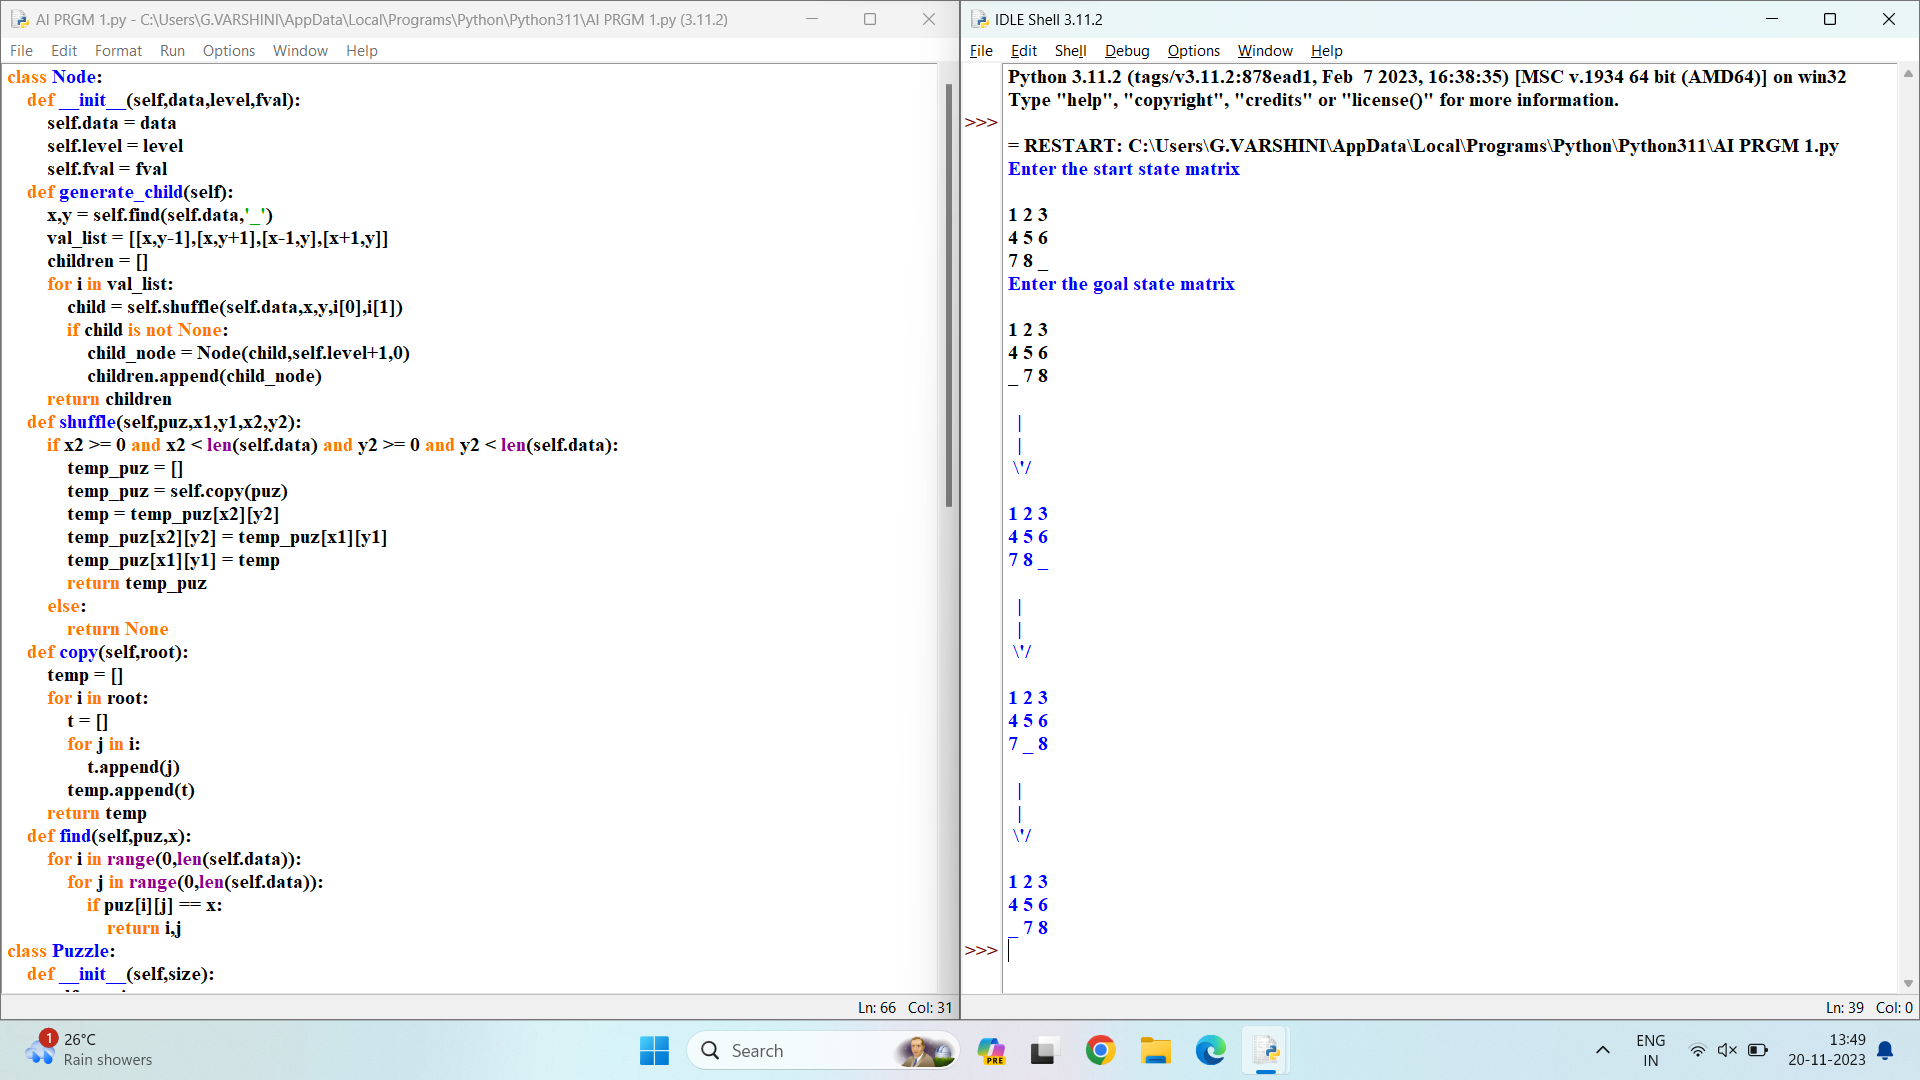 AI PRGM 1.py - C:\Users\G.VARSHINI\AppData\Local\Programs\Python\Python311\AI PRGM 1.py (3.11.2)
File Edit Format Run Options Window Help
class Node:
    def __init__(self,data,level,fval):
        self.data = data
        self.level = level
        self.fval = fval
    def generate_child(self):
        x,y = self.find(self.data,'_')
        val_list = [[x,y-1],[x,y+1],[x-1,y],[x+1,y]]
        children = []
        for i in val_list:
            child = self.shuffle(self.data,x,y,i[0],i[1])
            if child is not None:
                child_node = Node(child,self.level+1,0)
                children.append(child_node)
        return children
    def shuffle(self,puz,x1,y1,x2,y2):
        if x2 >= 0 and x2 < len(self.data) and y2 >= 0 and y2 < len(self.data):
            temp_puz = []
            temp_puz = self.copy(puz)
            temp = temp_puz[x2][y2]
            temp_puz[x2][y2] = temp_puz[x1][y1]
            temp_puz[x1][y1] = temp
            return temp_puz
        else:
            return None
    def copy(self,root):
        temp = []
        for i in root:
            t = []
            for j in i:
                t.append(j)
            temp.append(t)
        return temp
    def find(self,puz,x):
        for i in range(0,len(self.data)):
            for j in range(0,len(self.data)):
                if puz[i][j] == x:
                    return i,j
class Puzzle:
    def __init__(self,size):
Ln: 66 Col: 31
IDLE Shell 3.11.2
File Edit Shell Debug Options Window Help
Python 3.11.2 (tags/v3.11.2:878ead1, Feb  7 2023, 16:38:35) [MSC v.1934 64 bit (AMD64)] on win32
Type "help", "copyright", "credits" or "license()" for more information.
>>>
= RESTART: C:\Users\G.VARSHINI\AppData\Local\Programs\Python\Python311\AI PRGM 1.py
Enter the start state matrix
1 2 3
4 5 6
7 8 _
Enter the goal state matrix
1 2 3
4 5 6
_ 7 8
|
|
\'/
1 2 3
4 5 6
7 8 _
|
|
\'/
1 2 3
4 5 6
7 _ 8
|
|
\'/
1 2 3
4 5 6
_ 7 8
>>>
Ln: 39 Col: 0
1
26°C
Rain showers
Search
PRE
ENG
IN
13:49
20-11-2023